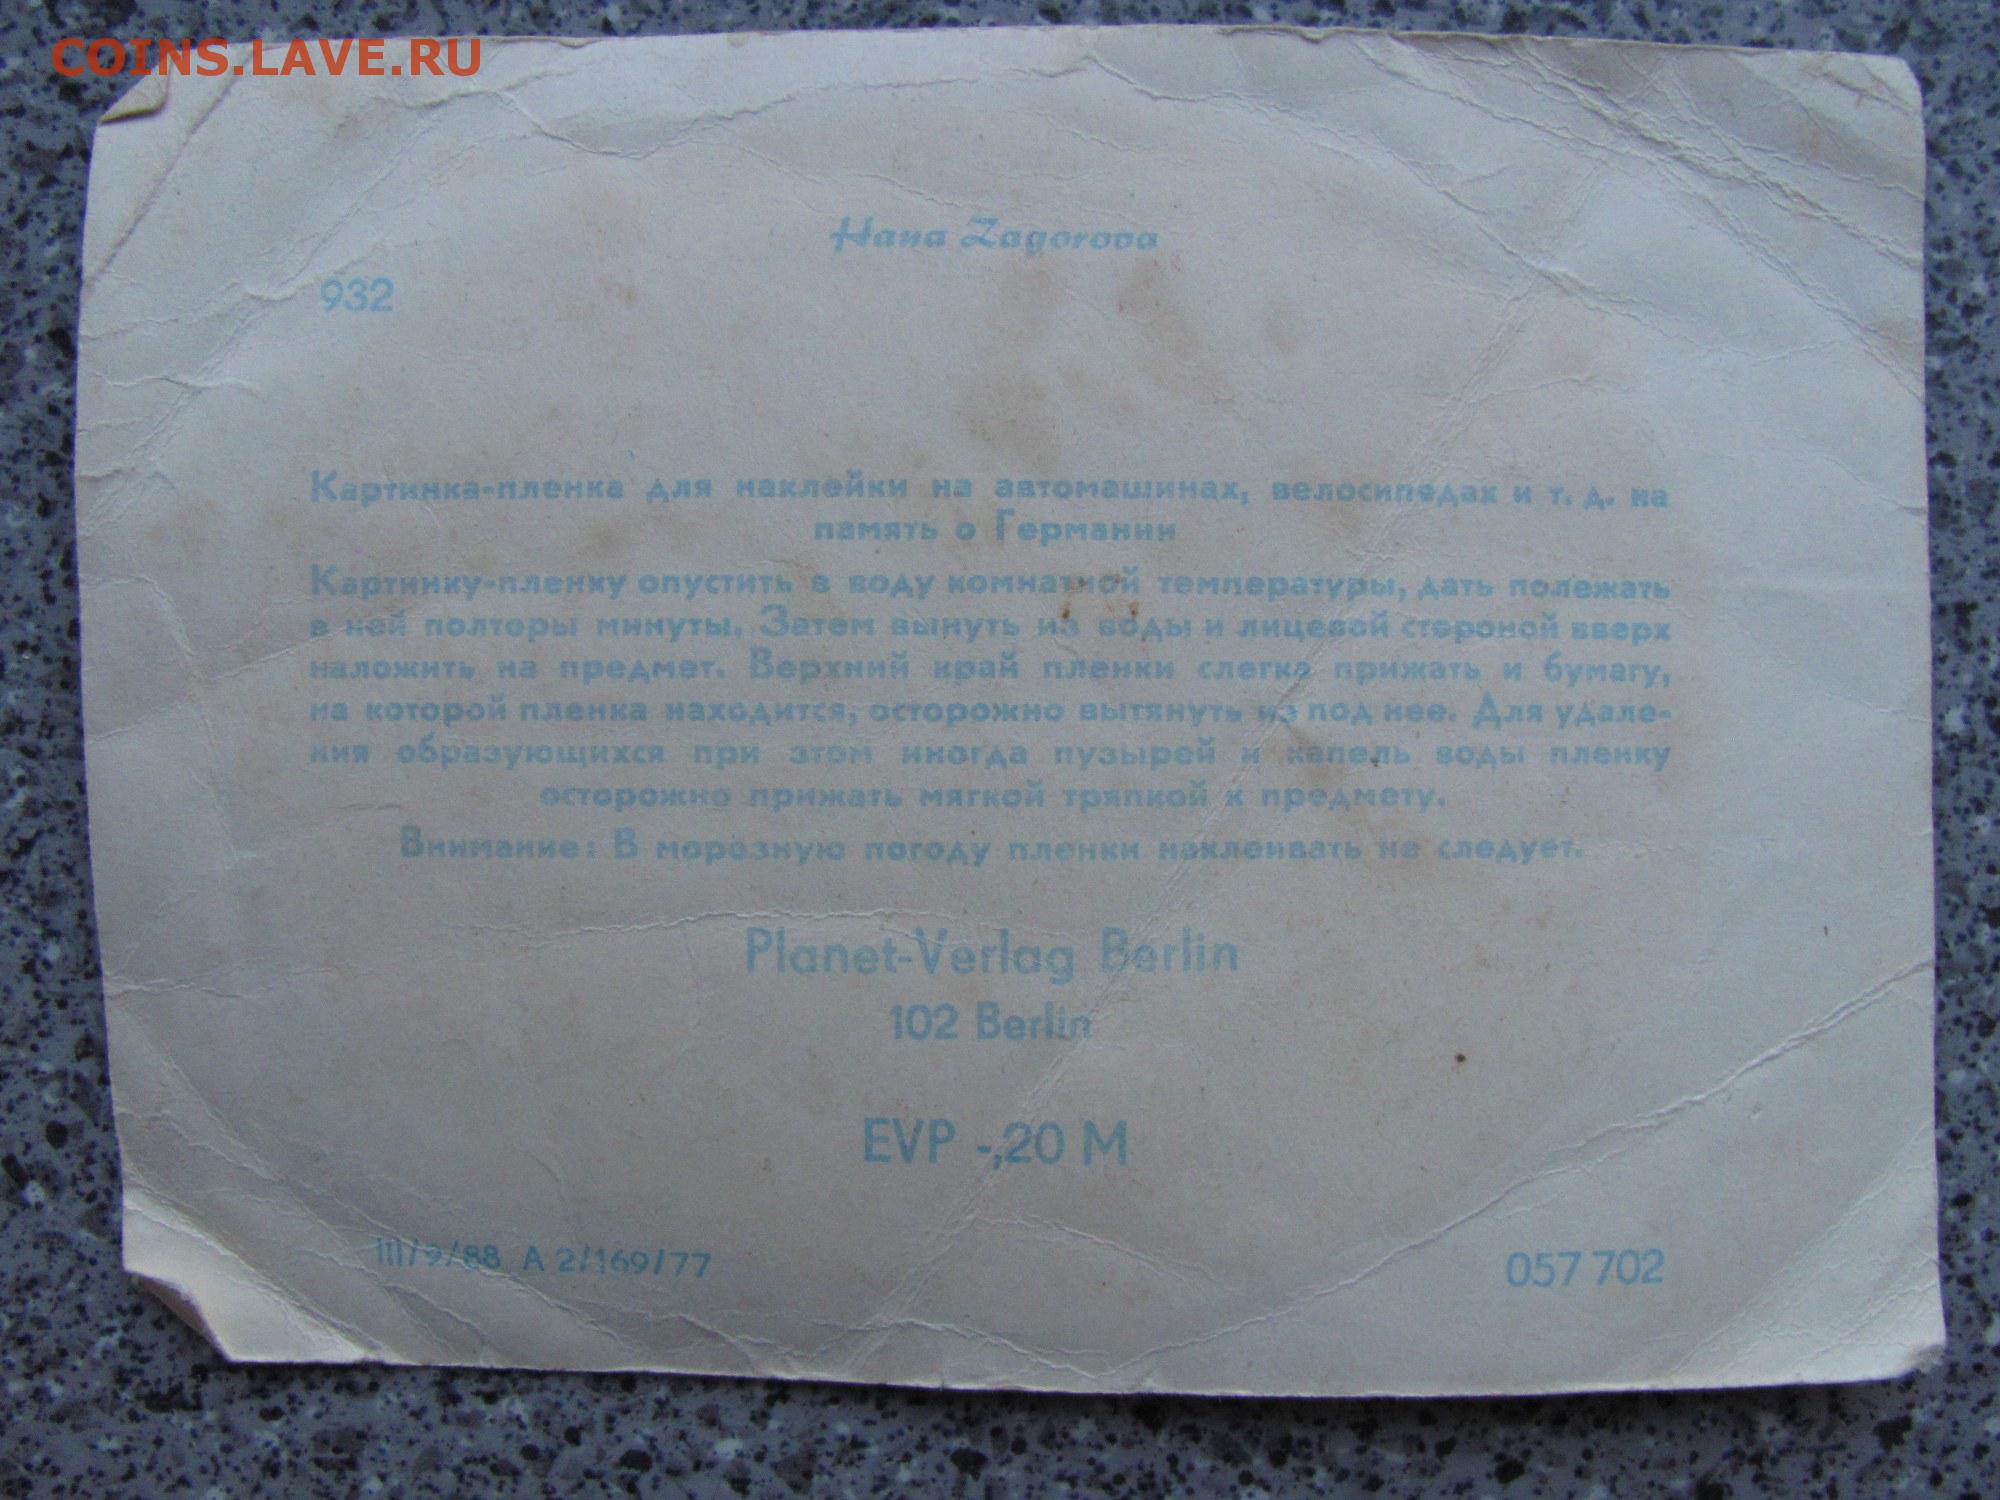 COINS.LAVE.RU
Hana Zagorova
932
Картинка-пленка для наклейки на автомашинах, велосипедах и т. д. на
память о Германии
Картинку-пленку опустить в воду комнатной температуры, дать полежать
в ней полторы минуты. Затем вынуть из воды и лицевой стороной вверх
наложить на предмет. Верхний край пленки слегка прижать и бумагу,
на которой пленка находится, осторожно вытянуть из под нее. Для удале-
ния образующихся при этом иногда пузырей и капель воды пленку
осторожно прижать мягкой тряпкой к предмету.
Внимание: В морозную погоду пленки наклеивать не следует.
Planet-Verlag Berlin
102 Berlin
EVP -,20 M
III/9/88 A 2/169/77
057 702